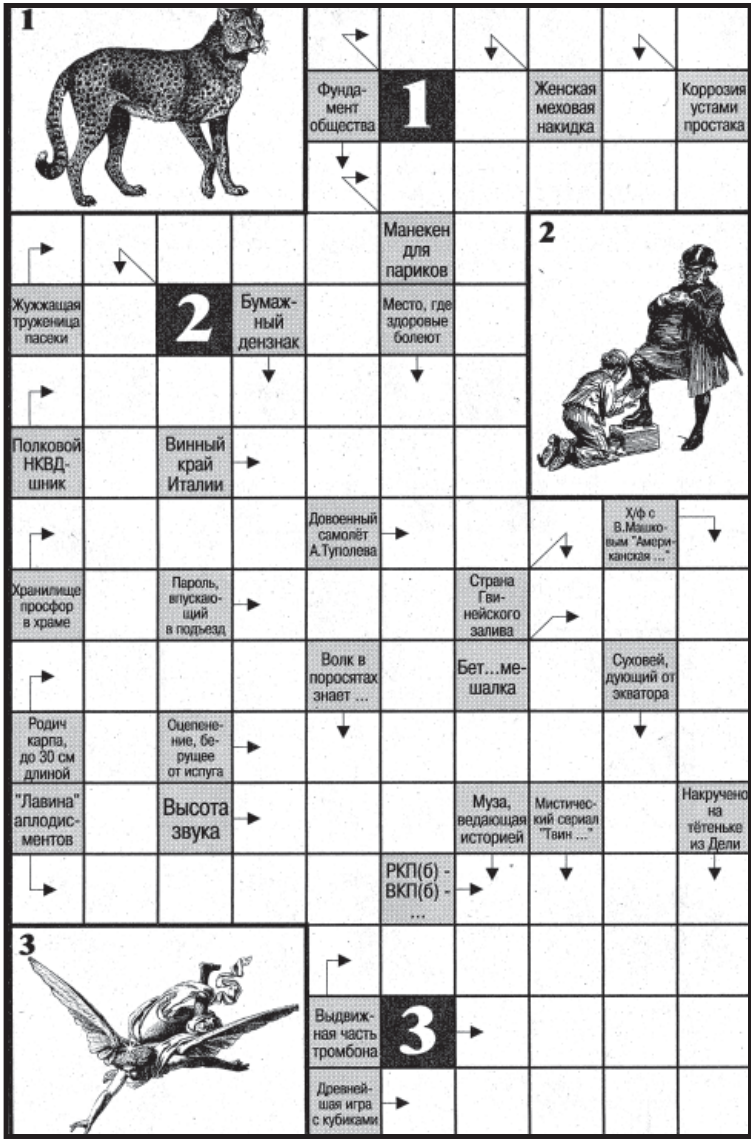 1
Фунда-
мент
общества
1
Женская
меховая
накидка
Коррозия
устами
простака
Манекен
для
париков
2
Жужжащая
труженица
пасеки
2
Бумаж-
ный
дензнак
Место, где
здоровые
болеют
Полковой
НКВД-
шник
Винный
край
Италии
Довоенный
самолёт
А.Туполева
Х/ф с
В.Машко-
вым "Амери-
канская ..."
Хранилище
просфор
в храме
Пароль,
впускаю-
щий
в подъезд
Страна
Гви-
нейского
залива
Волк в
поросятах
знает ...
Бет...ме-
шалка
Суховей,
дующий от
экватора
Родич
карпа,
до 30 см
длиной
Оцепене-
ние, бе-
рущее
от испуга
"Лавина"
аплодис-
ментов
Высота
звука
Муза,
ведающая
историей
Мистичес-
кий сериал
"Твин ..."
Накручено
на
тётеньке
из Дели
РКП(б) -
ВКП(б) -
...
3
Выдвиж-
ная часть
тромбона
3
Древней-
шая игра
с кубиками